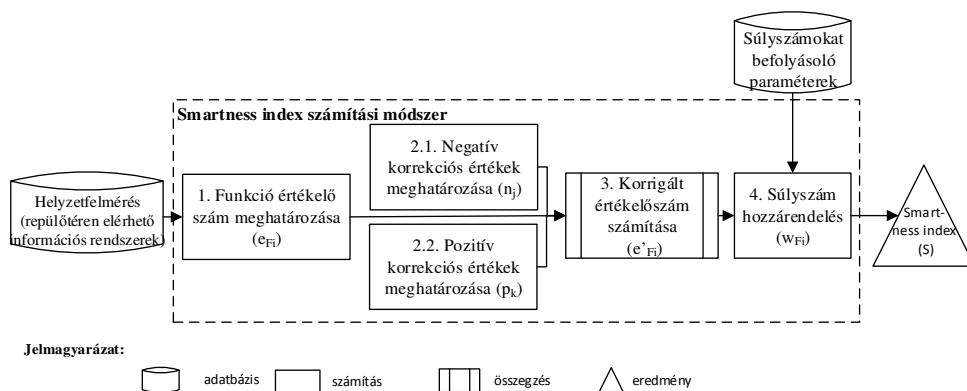 Súlyszámokat
befolyásoló
paraméterek
Smartness index számítási módszer
Helyzetfelmérés
(repülőtéren elérhető
információs rendszerek)
1. Funkció értékelő
szám meghatározása
(eFi)
2.1. Negatív
korrekciós értékek
meghatározása (nj)
2.2. Pozitív
korrekciós értékek
meghatározása (pk)
3. Korrigált
értékelőszám
számítása
(e'Fi)
4. Súlyszám
hozzárendelés
(wFi)
Smart-
ness index
(S)
Jelmagyarázat:
adatbázis számítás összegzés eredmény